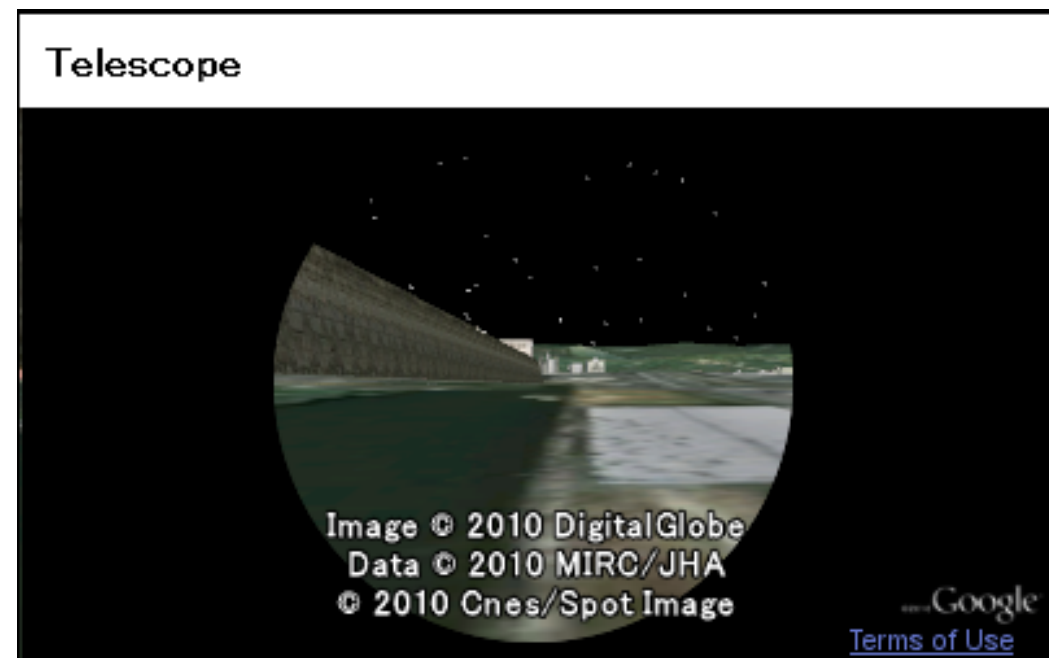 Telescope
Image © 2010 DigitalGlobe
Data © 2010 MIRC/JHA
© 2010 Cnes/Spot Image
Google
Terms of Use